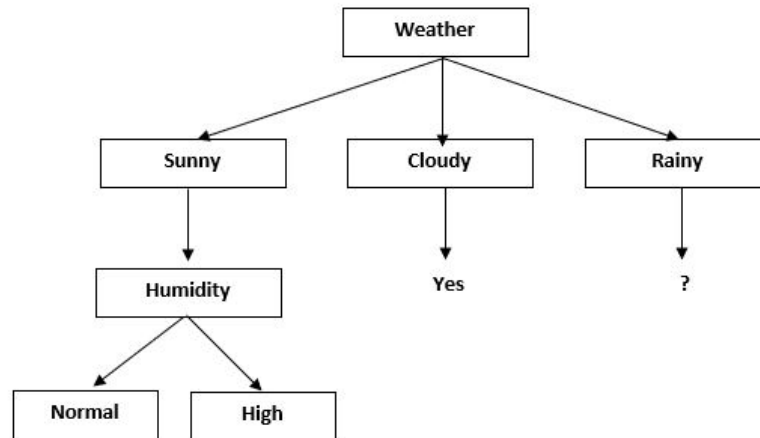 Weather
Sunny
Cloudy
Rainy
Humidity
Yes
?
Normal
High